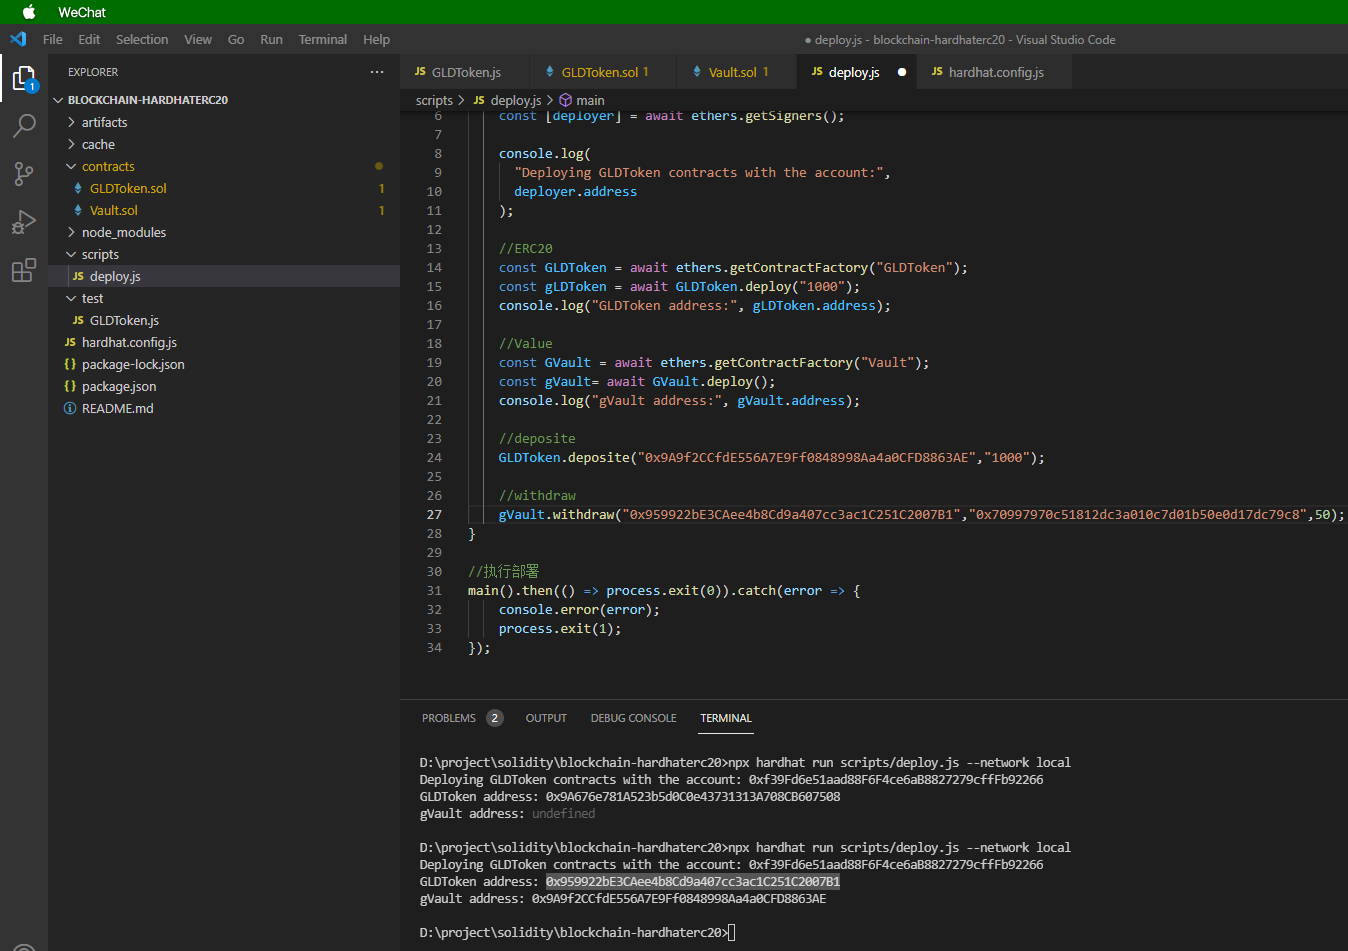 WeChat
File Edit Selection View Go Run Terminal Help
● deploy.js - blockchain-hardhaterc20 - Visual Studio Code
EXPLORER ···
1
BLOCKCHAIN-HARDHATERC20
artifacts
cache
contracts
GLDToken.sol 1
Vault.sol 1
node_modules
scripts
JS deploy.js
test
JS GLDToken.js
JS hardhat.config.js
{} package-lock.json
{} package.json
README.md
JS GLDToken.js GLDToken.sol 1 Vault.sol 1 JS deploy.js ● JS hardhat.config.js
scripts > JS deploy.js > main
6 const [deployer] = await ethers.getSigners();
7
8 console.log(
9 "Deploying GLDToken contracts with the account:",
10 deployer.address
11 );
12
13 //ERC20
14 const GLDToken = await ethers.getContractFactory("GLDToken");
15 const gLDToken = await GLDToken.deploy("1000");
16 console.log("GLDToken address:", gLDToken.address);
17
18 //Value
19 const GVault = await ethers.getContractFactory("Vault");
20 const gVault= await GVault.deploy();
21 console.log("gVault address:", gVault.address);
22
23 //deposite
24 GLDToken.deposite("0x9A9f2CCfdE556A7E9Ff0848998Aa4a0CFD8863AE","1000");
25
26 //withdraw
27 gVault.withdraw("0x959922bE3CAee4b8Cd9a407cc3ac1C251C2007B1","0x70997970c51812dc3a010c7d01b50e0d17dc79c8",50);
28 }
29
30 //执行部署
31 main().then(() => process.exit(0)).catch(error => {
32 console.error(error);
33 process.exit(1);
34 });
PROBLEMS 2 OUTPUT DEBUG CONSOLE TERMINAL
D:\project\solidity\blockchain-hardhaterc20>npx hardhat run scripts/deploy.js --network local
Deploying GLDToken contracts with the account: 0xf39Fd6e51aad88F6F4ce6aB8827279cffFb92266
GLDToken address: 0x9A676e781A523b5d0C0e43731313A708CB607508
gVault address: undefined
D:\project\solidity\blockchain-hardhaterc20>npx hardhat run scripts/deploy.js --network local
Deploying GLDToken contracts with the account: 0xf39Fd6e51aad88F6F4ce6aB8827279cffFb92266
GLDToken address: 0x959922bE3CAee4b8Cd9a407cc3ac1C251C2007B1
gVault address: 0x9A9f2CCfdE556A7E9Ff0848998Aa4a0CFD8863AE
D:\project\solidity\blockchain-hardhaterc20>